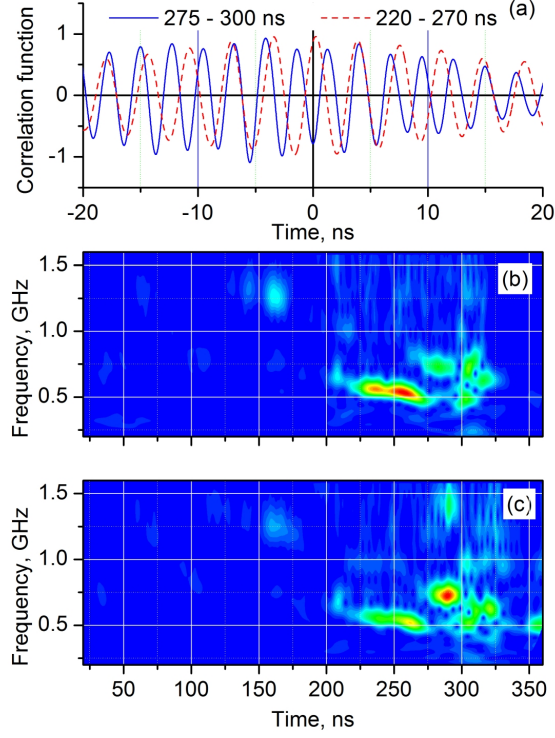 275 - 300 ns 220 - 270 ns (a)
Correlation function
1
0
-1
-20 -10 0 10 20
Time, ns
(b)
Frequency, GHz
1.5
1.0
0.5
(c)
Frequency, GHz
1.5
1.0
0.5
50 100 150 200 250 300 350
Time, ns